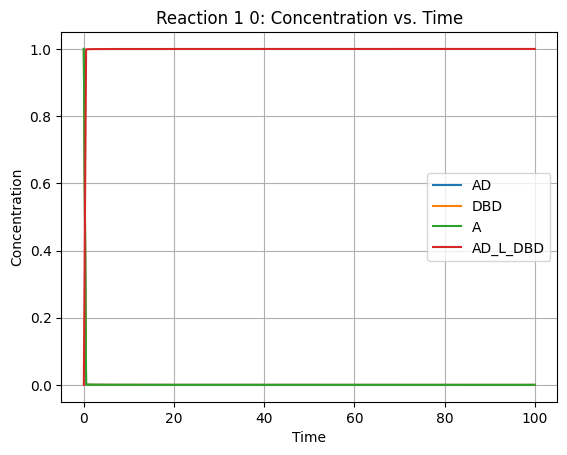 Reaction 1 0: Concentration vs. Time
Concentration
1.0
0.8
0.6
0.4
0.2
0.0
AD
DBD
A
AD_L_DBD
0 20 40 60 80 100
Time